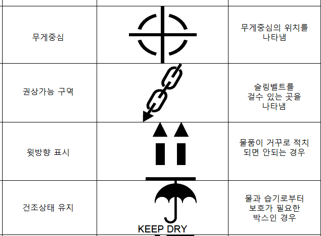 무게중심
무게중심의 위치를
나타냄
권상가능 구역
슬링벨트를
걸수 있는 곳을
나타냄
윗방향 표시
물품이 거꾸로 적치
되면 안되는 경우
건조상태 유지
KEEP DRY
물과 습기로부터
보호가 필요한
박스인 경우